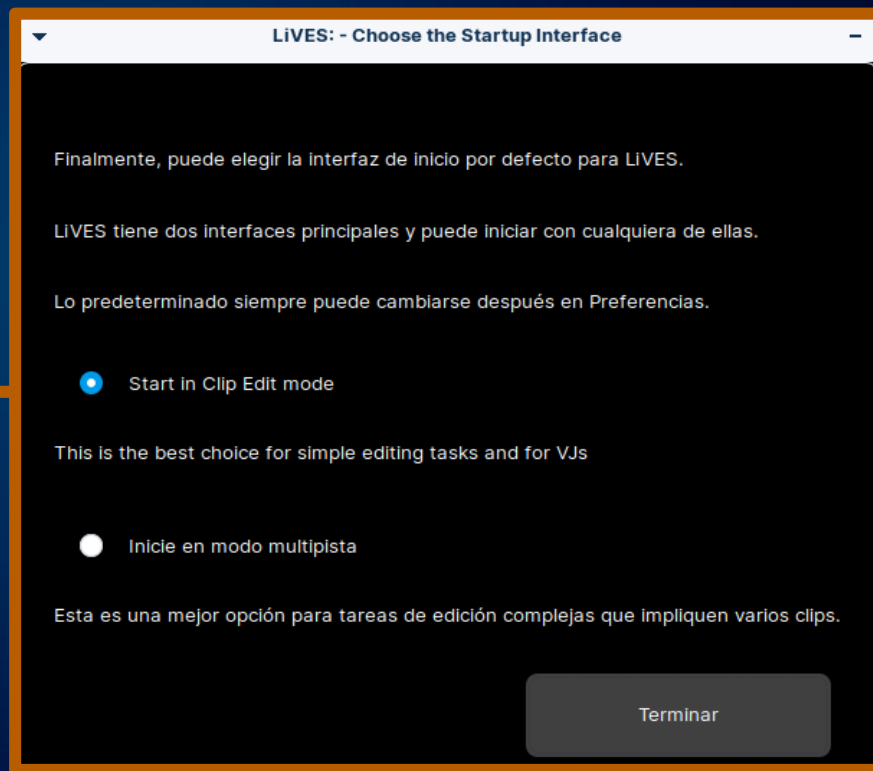 LiVES: - Choose the Startup Interface
Finalmente, puede elegir la interfaz de inicio por defecto para LiVES.
LiVES tiene dos interfaces principales y puede iniciar con cualquiera de ellas.
Lo predeterminado siempre puede cambiarse después en Preferencias.
Start in Clip Edit mode
This is the best choice for simple editing tasks and for VJs
Inicie en modo multipista
Esta es una mejor opción para tareas de edición complejas que impliquen varios clips.
Terminar